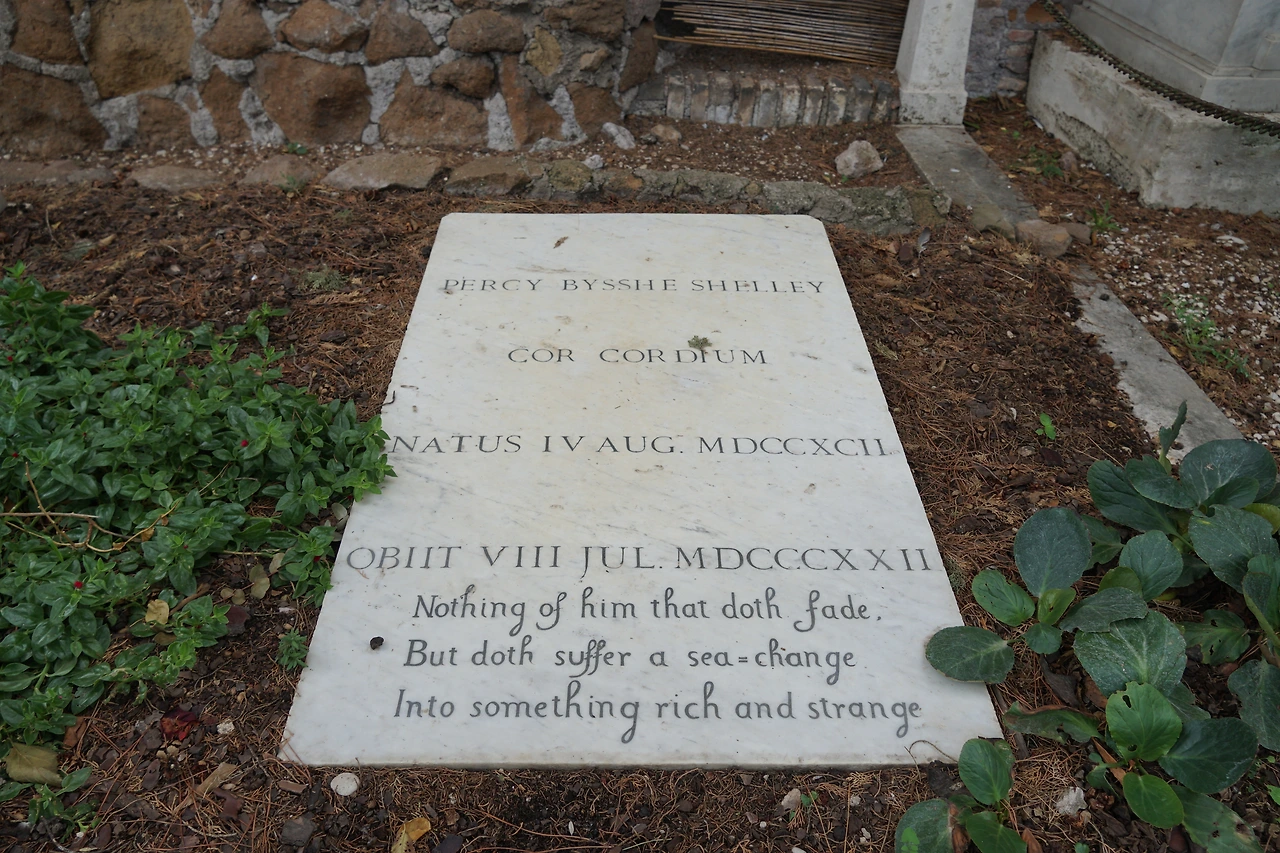 PERCY BYSSHE SHELLEY
COR CORDIUM
NATUS IV AUG. MDCCXCII
OBIIT VIII JUL. MDCCCXXII
Nothing of him that doth fade,
But doth suffer a sea=change
Into something rich and strange